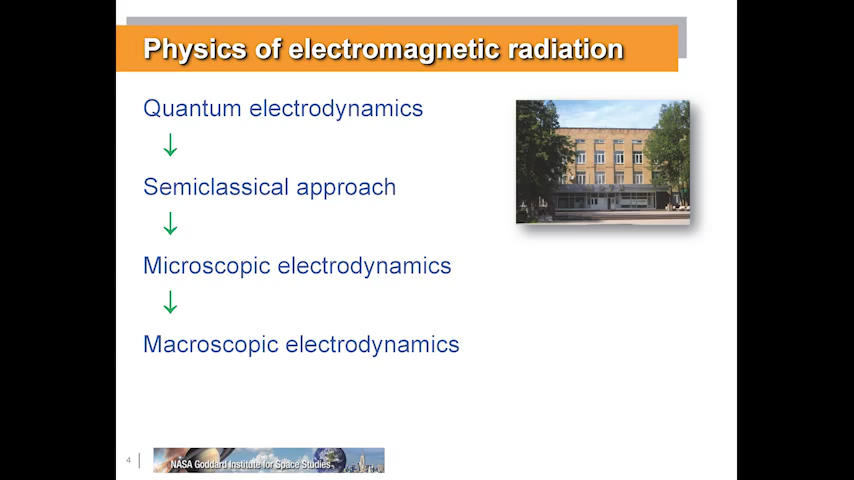 Physics of electromagnetic radiation
Quantum electrodynamics
↓
Semiclassical approach
↓
Microscopic electrodynamics
↓
Macroscopic electrodynamics
4
NASA Goddard Institute for Space Studies